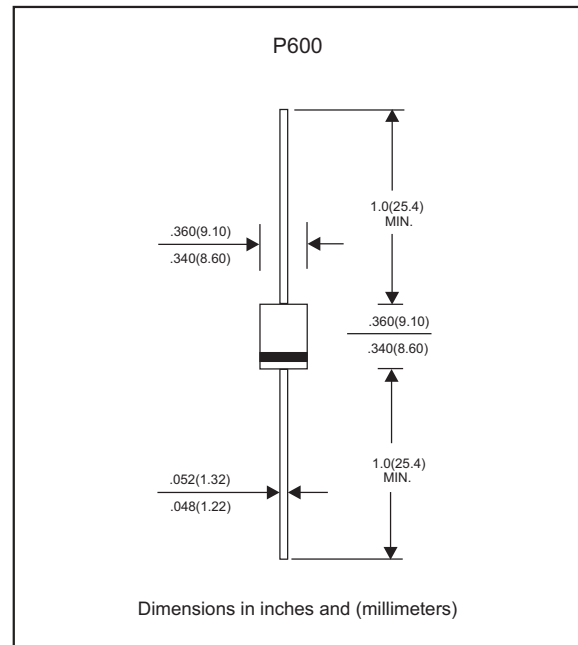 P600
1.0(25.4)
MIN.
.360(9.10)
.340(8.60)
.360(9.10)
.340(8.60)
1.0(25.4)
MIN.
.052(1.32)
.048(1.22)
Dimensions in inches and (millimeters)